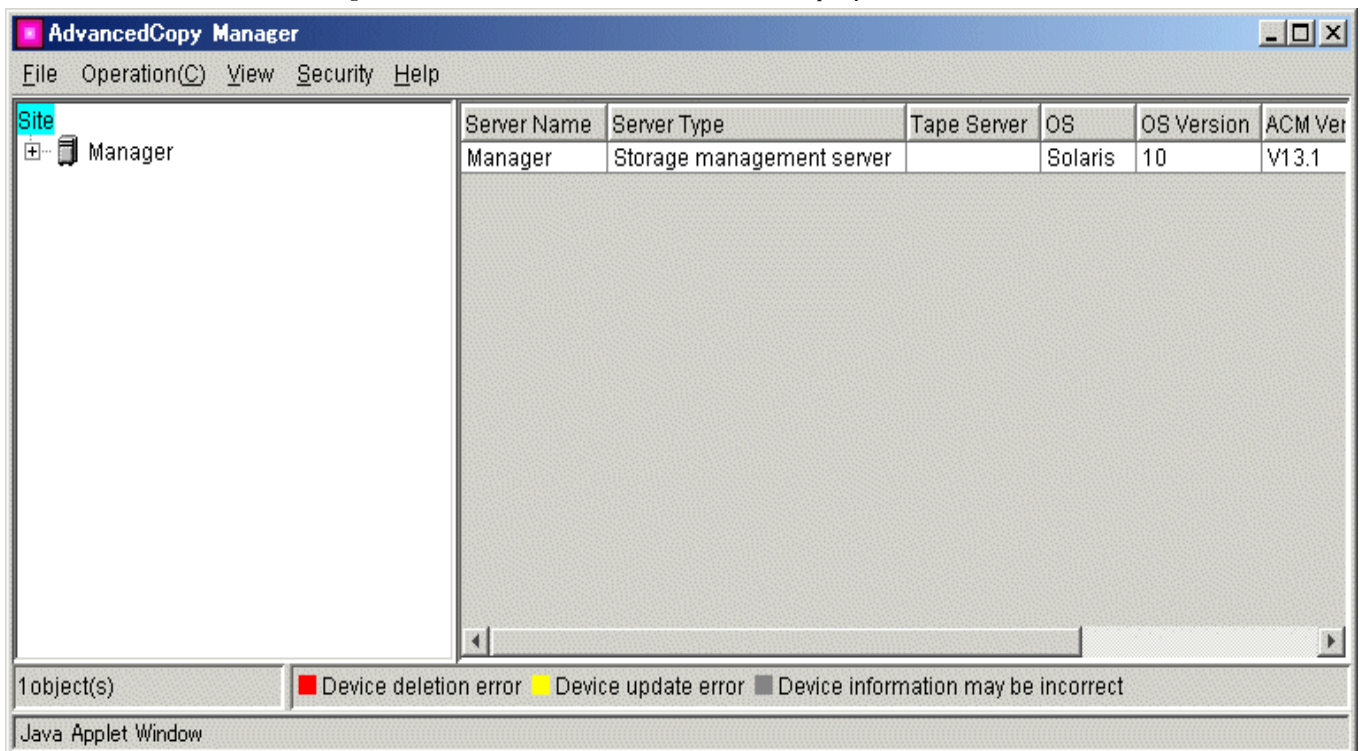 AdvancedCopy Manager
File Operation(C) View Security Help
Site
Manager
Server Name Server Type Tape Server OS OS Version ACM Ver
Manager Storage management server Solaris 10 V13.1
1object(s) Device deletion error Device update error Device information may be incorrect
Java Applet Window